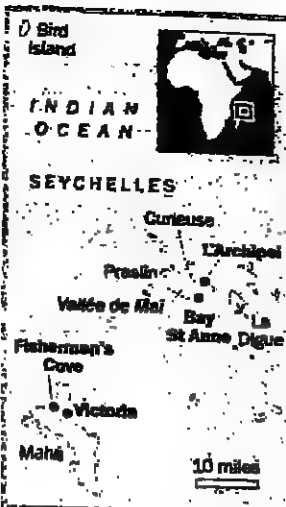 Bird
Island
INDIAN
OCEAN
SEYCHELLES
Curieuse
L'Archipel
Praslin
Vallée de Mai
Bay
St Anne
La
Digue
Fishermen's
Cove
Victoria
Mahé
10 miles